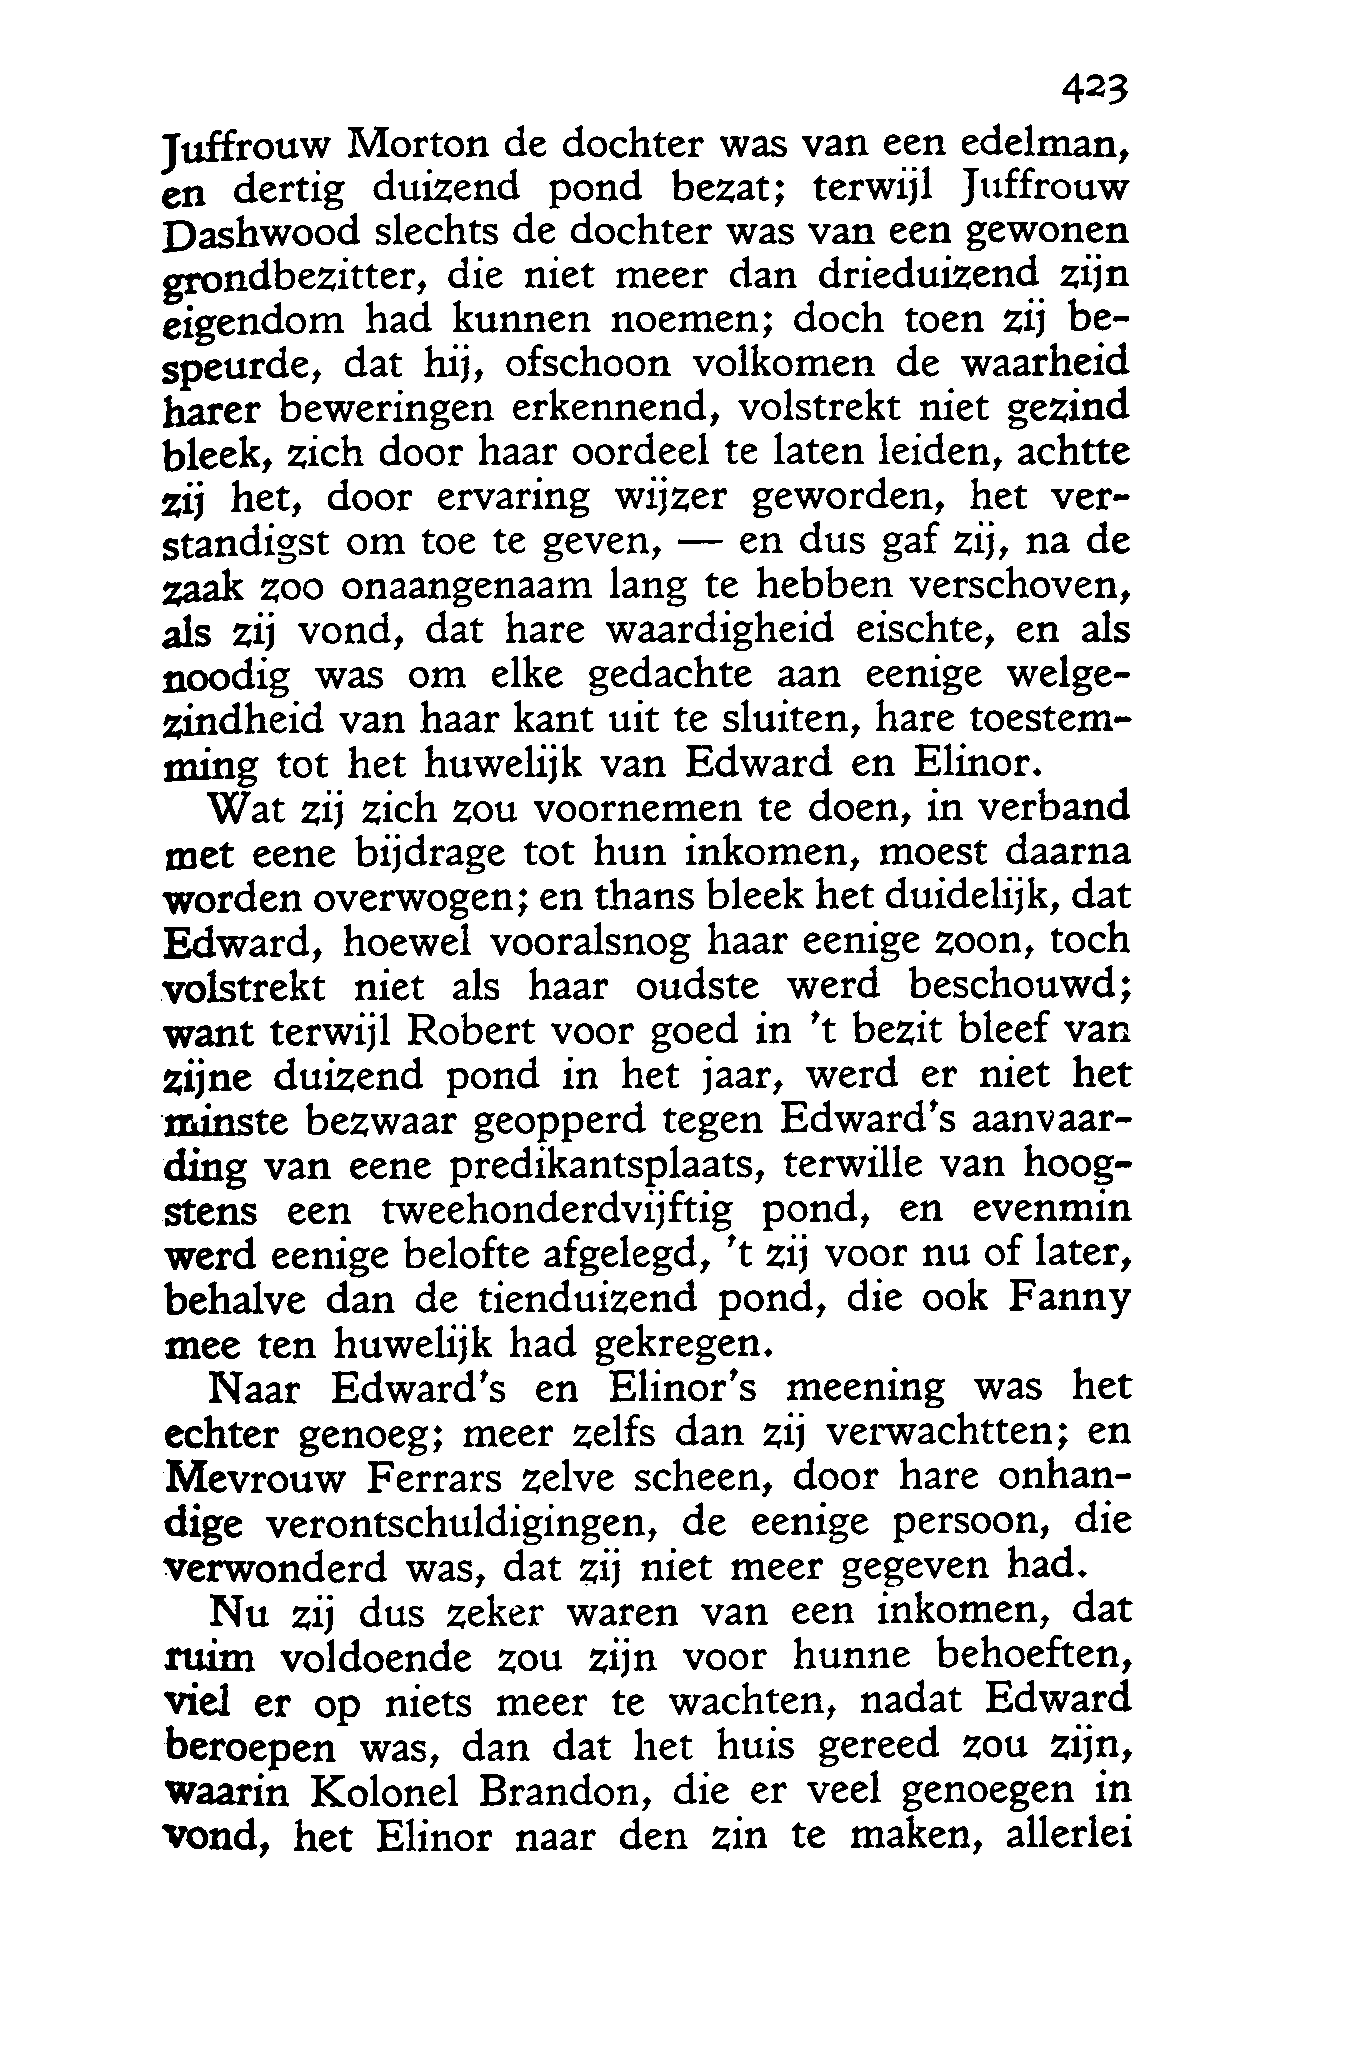 423
Juffrouw Morton de dochter was van een edelman,
en dertig duizend pond bezat; terwijl Juffrouw
Dashwood slechts de dochter was van een gewonen
grondbezitter, die niet meer dan drieduizend zijn
eigendom had kunnen noemen; doch toen zij be-
speurde, dat hij, ofschoon volkomen de waarheid
harer beweringen erkennend, volstrekt niet gezind
bleek, zich door haar oordeel te laten leiden, achtte
zij het, door ervaring wijzer geworden, het ver-
standigst om toe te geven, — en dus gaf zij, na de
zaak zoo onaangenaam lang te hebben verschoven,
als zij vond, dat hare waardigheid eischte, en als
noodig was om elke gedachte aan eenige welge-
zindheid van haar kant uit te sluiten, hare toestem-
ming tot het huwelijk van Edward en Elinor.
Wat zij zich zou voornemen te doen, in verband
met eene bijdrage tot hun inkomen, moest daarna
worden overwogen; en thans bleek het duidelijk, dat
Edward, hoewel vooralsnog haar eenige zoon, toch
volstrekt niet als haar oudste werd beschouwd;
want terwijl Robert voor goed in 't bezit bleef van
zijne duizend pond in het jaar, werd er niet het
minste bezwaar geopperd tegen Edward's aanvaar-
ding van eene predikantsplaats, terwille van hoog-
stens een tweehonderdvijftig pond, en evenmin
werd eenige belofte afgelegd, 't zij voor nu of later,
behalve dan de tienduizend pond, die ook Fanny
mee ten huwelijk had gekregen.
Naar Edward's en Elinor's meening was het
echter genoeg; meer zelfs dan zij verwachtten; en
Mevrouw Ferrars zelve scheen, door hare onhan-
dige verontschuldigingen, de eenige persoon, die
verwonderd was, dat zij niet meer gegeven had.
Nu zij dus zeker waren van een inkomen, dat
ruim voldoende zou zijn voor hunne behoeften,
viel er op niets meer te wachten, nadat Edward
beroepen was, dan dat het huis gereed zou zijn,
waarin Kolonel Brandon, die er veel genoegen in
vond, het Elinor naar den zin te maken, allerlei